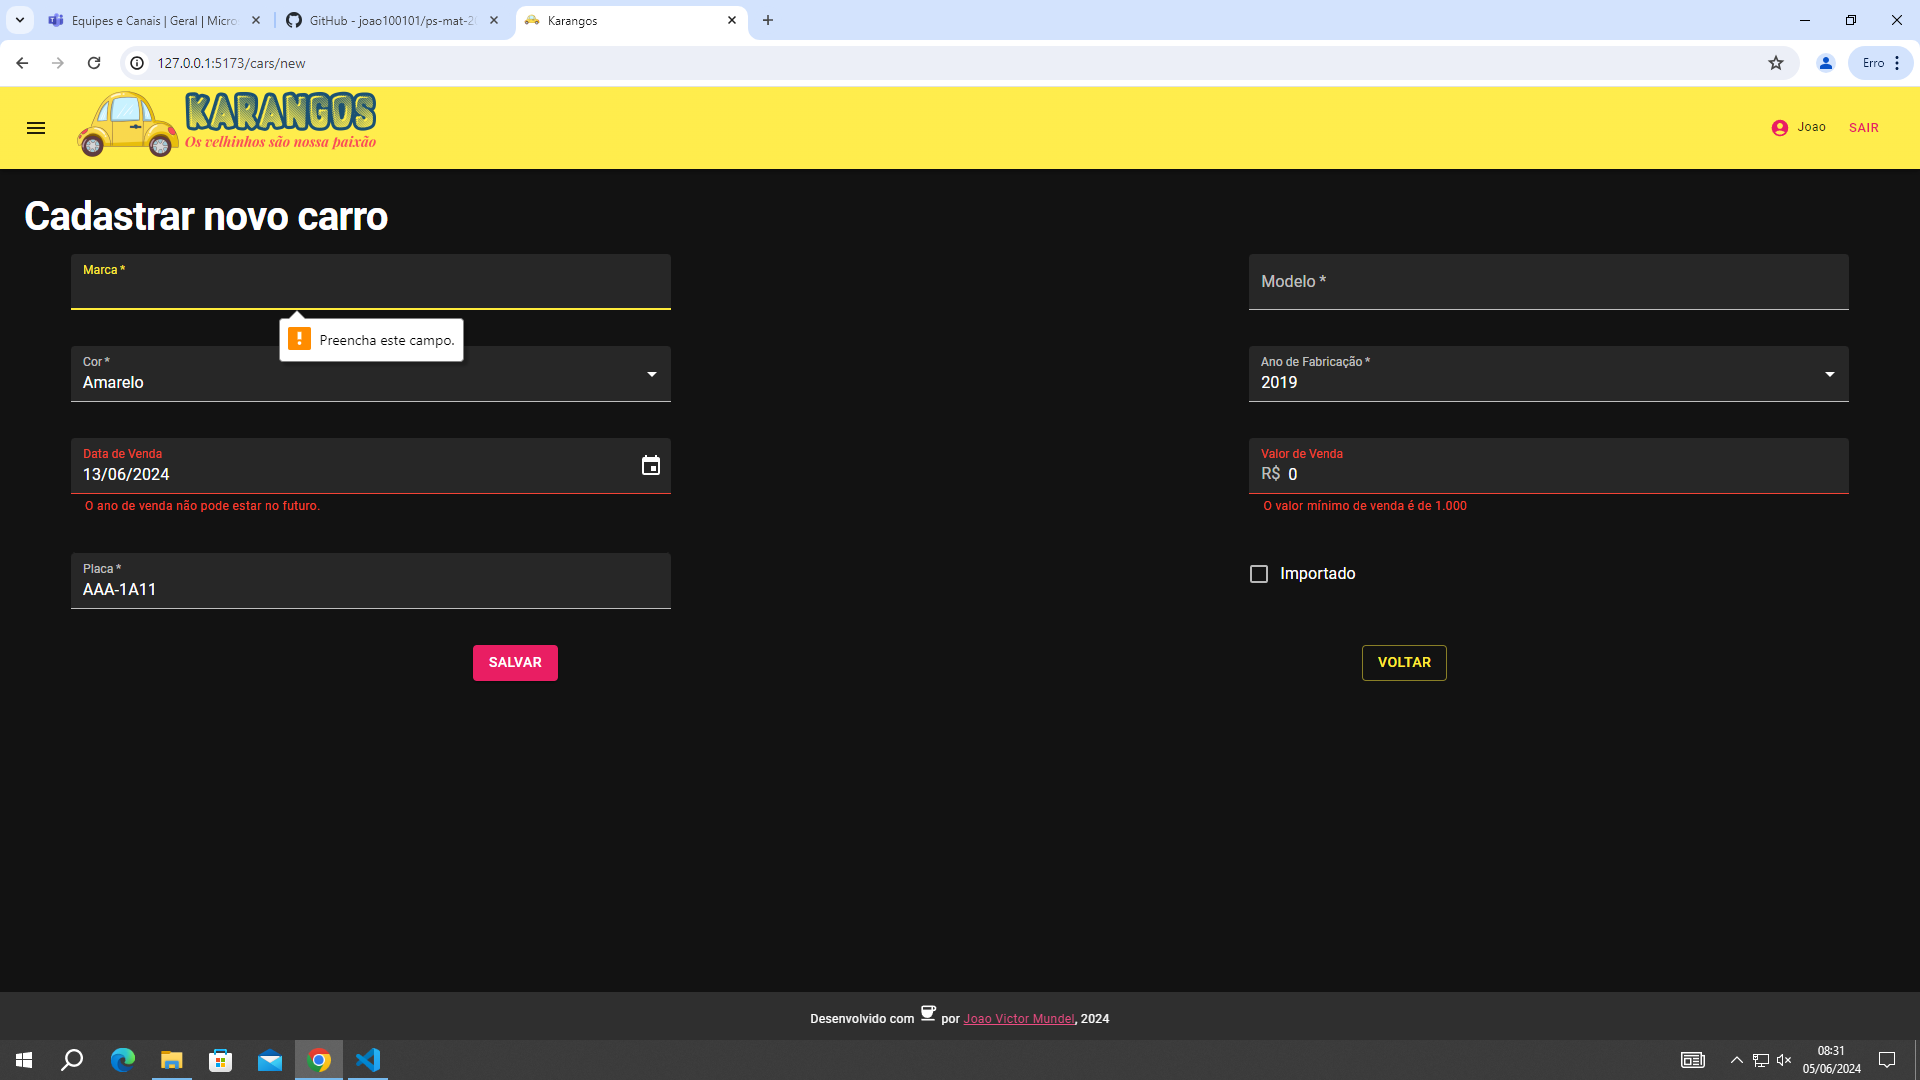 Equipes e Canais | Geral | Micro
GitHub - joao100101/ps-mat-20
Karangos
127.0.0.1:5173/cars/new
Erro
KARANGOS
Os velhinhos são nossa paixão
Joao
SAIR
Cadastrar novo carro
Marca *
Modelo *
Preencha este campo.
Cor *
Amarelo
Ano de Fabricação *
2019
Data de Venda
13/06/2024
O ano de venda não pode estar no futuro.
Valor de Venda
R$ 0
O valor mínimo de venda é de 1.000
Placa *
AAA-1A11
Importado
SALVAR
VOLTAR
Desenvolvido com por Joao Victor Mundel, 2024
08:31
05/06/2024